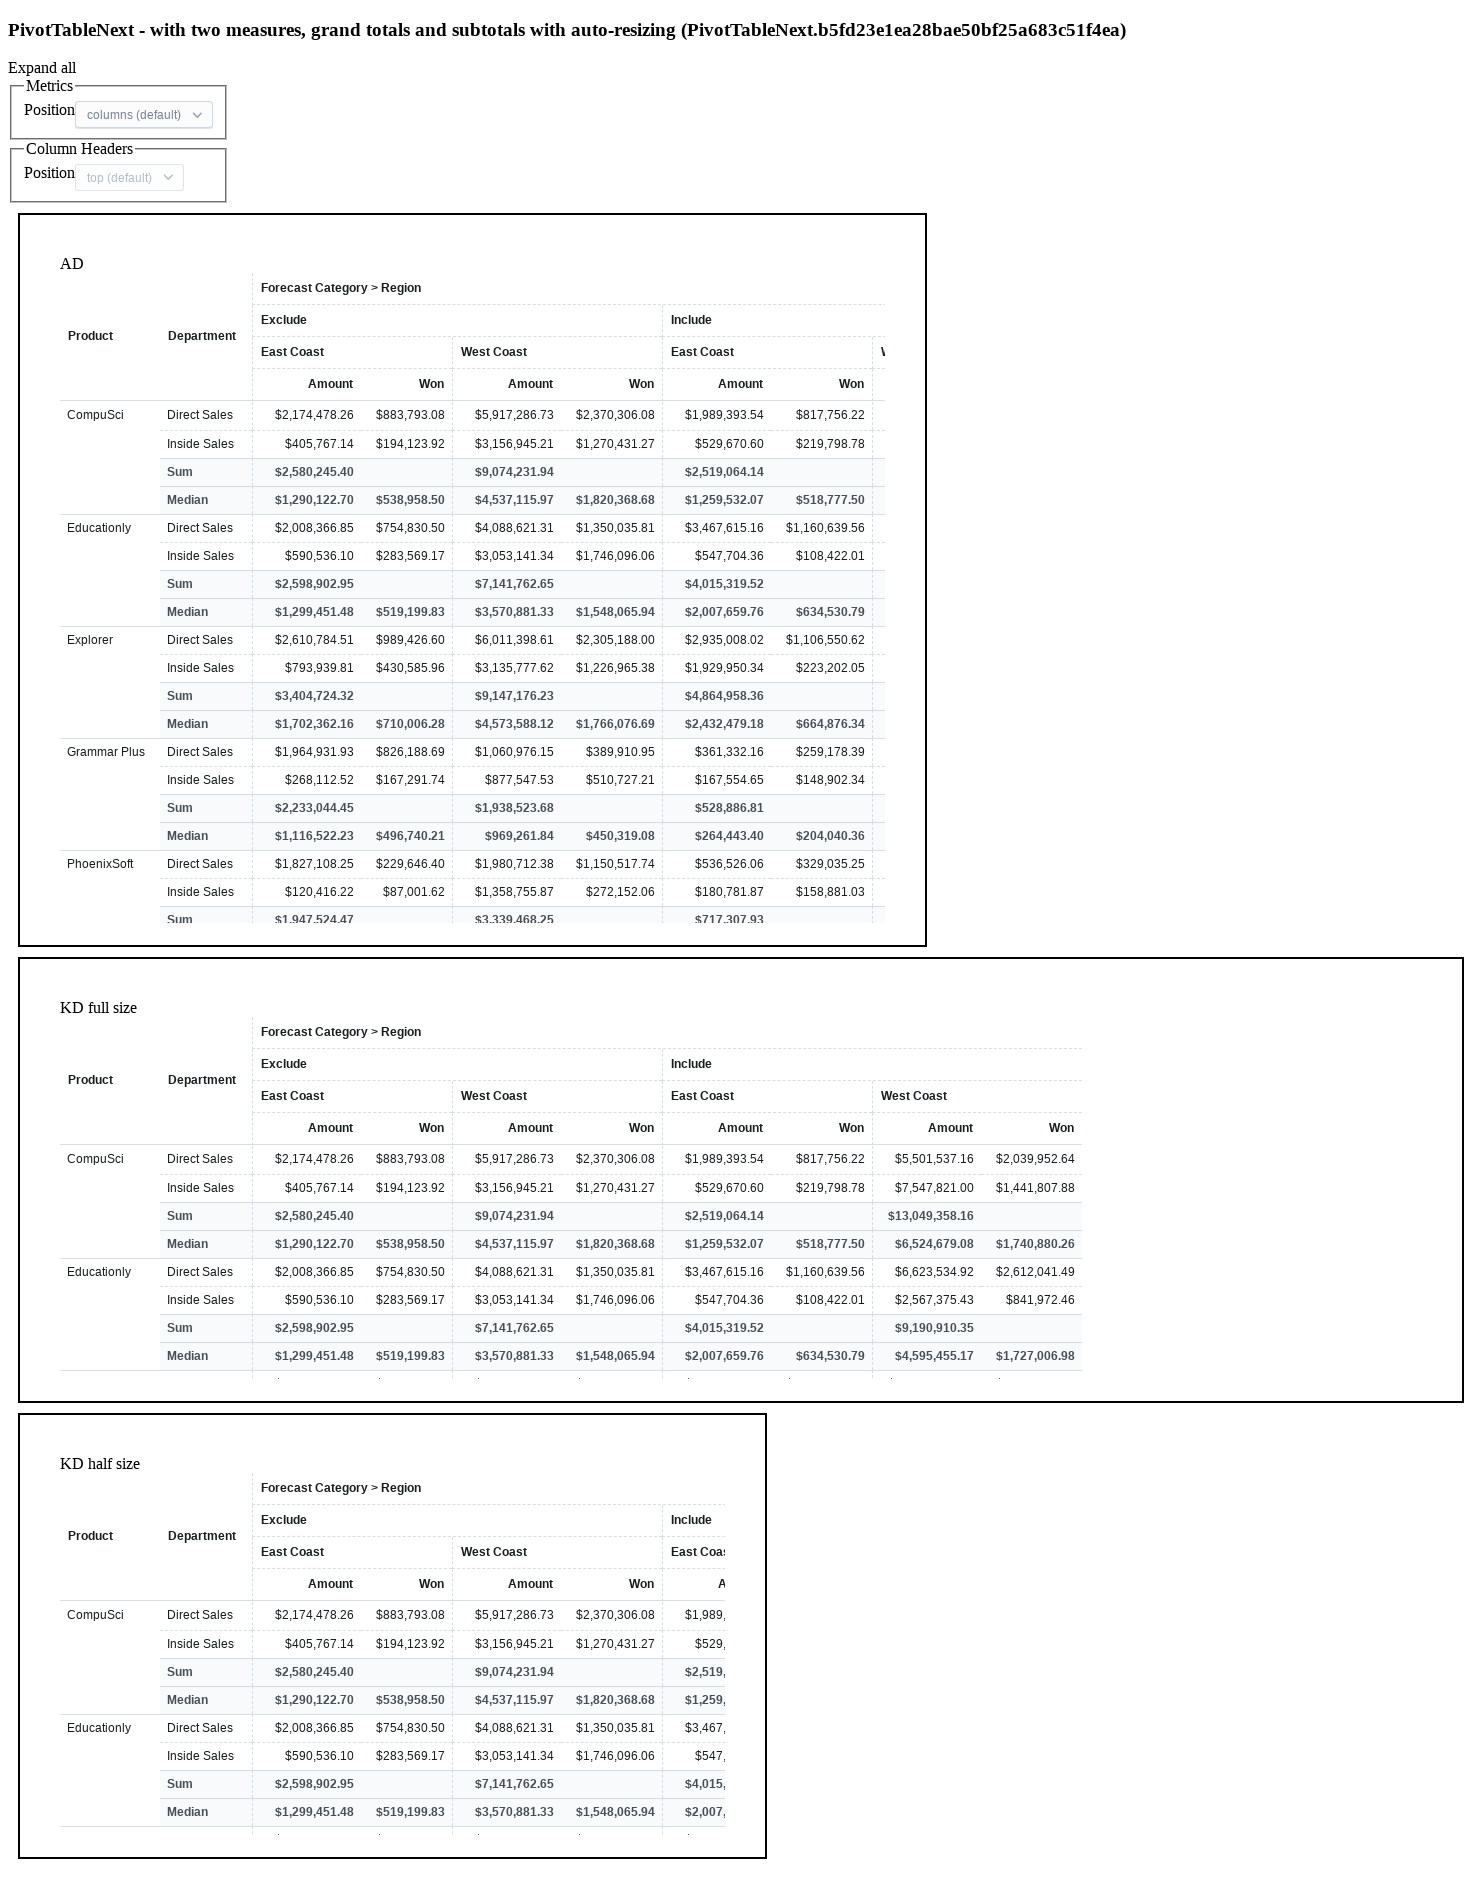 PivotTableNext - with two measures, grand totals and subtotals with auto-resizing (PivotTableNext.b5fd23e1ea28bae50bf25a683c51f4ea)
Expand all
Metrics
Position columns (default)
Column Headers
Position top (default)
AD
Forecast Category > Region
Exclude Include
Product Department
East Coast West Coast East Coast
Amount Won Amount Won Amount Won
CompuSci Direct Sales $2,174,478.26 $883,793.08 $5,917,286.73 $2,370,306.08 $1,989,393.54 $817,756.22
Inside Sales $405,767.14 $194,123.92 $3,156,945.21 $1,270,431.27 $529,670.60 $219,798.78
Sum $2,580,245.40 $9,074,231.94 $2,519,064.14
Median $1,290,122.70 $538,958.50 $4,537,115.97 $1,820,368.68 $1,259,532.07 $518,777.50
Educationly Direct Sales $2,008,366.85 $754,830.50 $4,088,621.31 $1,350,035.81 $3,467,615.16 $1,160,639.56
Inside Sales $590,536.10 $283,569.17 $3,053,141.34 $1,746,096.06 $547,704.36 $108,422.01
Sum $2,598,902.95 $7,141,762.65 $4,015,319.52
Median $1,299,451.48 $519,199.83 $3,570,881.33 $1,548,065.94 $2,007,659.76 $634,530.79
Explorer Direct Sales $2,610,784.51 $989,426.60 $6,011,398.61 $2,305,188.00 $2,935,008.02 $1,106,550.62
Inside Sales $793,939.81 $430,585.96 $3,135,777.62 $1,226,965.38 $1,929,950.34 $223,202.05
Sum $3,404,724.32 $9,147,176.23 $4,864,958.36
Median $1,702,362.16 $710,006.28 $4,573,588.12 $1,766,076.69 $2,432,479.18 $664,876.34
Grammar Plus Direct Sales $1,964,931.93 $826,188.69 $1,060,976.15 $389,910.95 $361,332.16 $259,178.39
Inside Sales $268,112.52 $167,291.74 $877,547.53 $510,727.21 $167,554.65 $148,902.34
Sum $2,233,044.45 $1,938,523.68 $528,886.81
Median $1,116,522.23 $496,740.21 $969,261.84 $450,319.08 $264,443.40 $204,040.36
PhoenixSoft Direct Sales $1,827,108.25 $229,646.40 $1,980,712.38 $1,150,517.74 $536,526.06 $329,035.25
Inside Sales $120,416.22 $87,001.62 $1,358,755.87 $272,152.06 $180,781.87 $158,881.03
Sum $1,947,524.47 $3,339,468.25 $717,307.93
KD full size
Forecast Category > Region
Exclude Include
Product Department
East Coast West Coast East Coast West Coast
Amount Won Amount Won Amount Won Amount Won
CompuSci Direct Sales $2,174,478.26 $883,793.08 $5,917,286.73 $2,370,306.08 $1,989,393.54 $817,756.22 $5,501,537.16 $2,039,952.64
Inside Sales $405,767.14 $194,123.92 $3,156,945.21 $1,270,431.27 $529,670.60 $219,798.78 $7,547,821.00 $1,441,807.88
Sum $2,580,245.40 $9,074,231.94 $2,519,064.14 $13,049,358.16
Median $1,290,122.70 $538,958.50 $4,537,115.97 $1,820,368.68 $1,259,532.07 $518,777.50 $6,524,679.08 $1,740,880.26
Educationly Direct Sales $2,008,366.85 $754,830.50 $4,088,621.31 $1,350,035.81 $3,467,615.16 $1,160,639.56 $6,623,534.92 $2,612,041.49
Inside Sales $590,536.10 $283,569.17 $3,053,141.34 $1,746,096.06 $547,704.36 $108,422.01 $2,567,375.43 $841,972.46
Sum $2,598,902.95 $7,141,762.65 $4,015,319.52 $9,190,910.35
Median $1,299,451.48 $519,199.83 $3,570,881.33 $1,548,065.94 $2,007,659.76 $634,530.79 $4,595,455.17 $1,727,006.98
KD half size
Forecast Category > Region
Exclude Include
Product Department
East Coast West Coast East Coas
Amount Won Amount Won A
CompuSci Direct Sales $2,174,478.26 $883,793.08 $5,917,286.73 $2,370,306.08 $1,989,
Inside Sales $405,767.14 $194,123.92 $3,156,945.21 $1,270,431.27 $529,
Sum $2,580,245.40 $9,074,231.94 $2,519,
Median $1,290,122.70 $538,958.50 $4,537,115.97 $1,820,368.68 $1,259,
Educationly Direct Sales $2,008,366.85 $754,830.50 $4,088,621.31 $1,350,035.81 $3,467,
Inside Sales $590,536.10 $283,569.17 $3,053,141.34 $1,746,096.06 $547,
Sum $2,598,902.95 $7,141,762.65 $4,015,
Median $1,299,451.48 $519,199.83 $3,570,881.33 $1,548,065.94 $2,007,